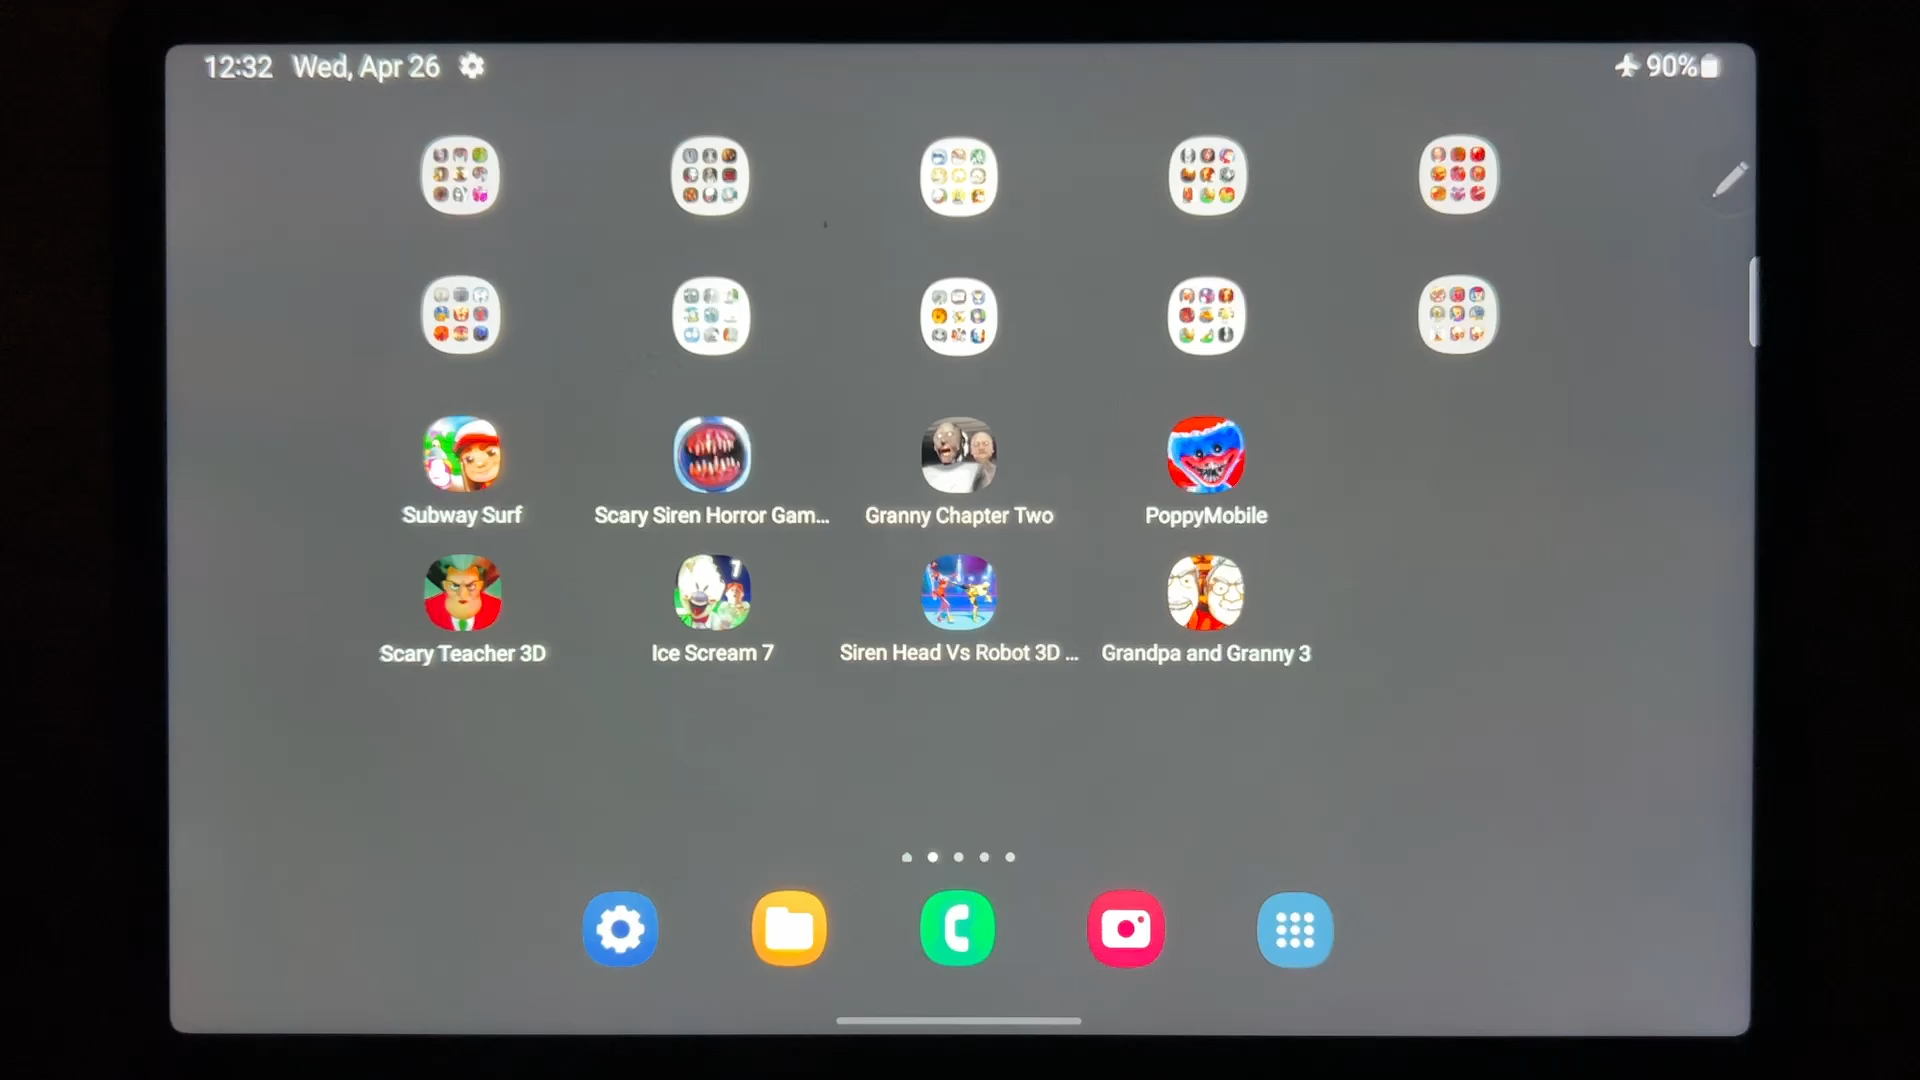 12:32 Wed, Apr 26 90%
Subway Surf Scary Siren Horror Gam... Granny Chapter Two PoppyMobile
7
Scary Teacher 3D Ice Scream 7 Siren Head Vs Robot 3D ... Grandpa and Granny 3